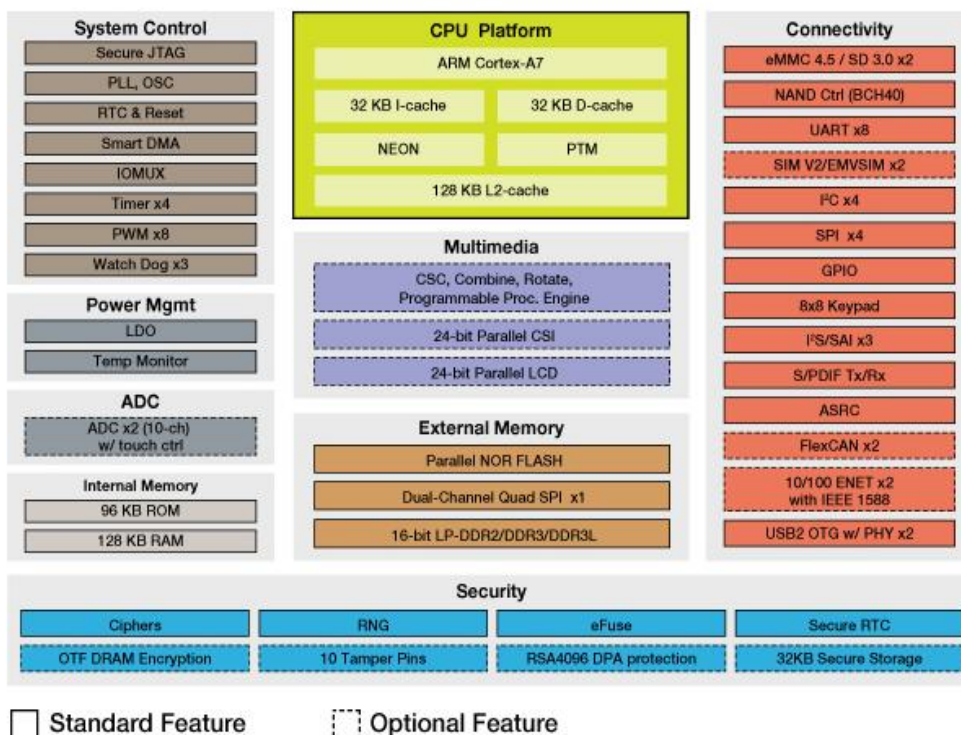 System Control
Secure JTAG
PLL, OSC
RTC & Reset
Smart DMA
IOMUX
Timer x4
PWM x8
Watch Dog x3
Power Mgmt
LDO
Temp Monitor
ADC
ADC x2 (10-ch)
w/ touch ctrl
Internal Memory
96 KB ROM
128 KB RAM
CPU Platform
ARM Cortex-A7
32 KB I-cache
32 KB D-cache
NEON
PTM
128 KB L2-cache
Multimedia
CSC, Combine, Rotate,
Programmable Proc. Engine
24-bit Parallel CSI
24-bit Parallel LCD
External Memory
Parallel NOR FLASH
Dual-Channel Quad SPI x1
16-bit LP-DDR2/DDR3/DDR3L
Connectivity
eMMC 4.5 / SD 3.0 x2
NAND Ctrl (BCH40)
UART x8
SIM V2/EMVSIM x2
I²C x4
SPI x4
GPIO
8x8 Keypad
I²S/SAI x3
S/PDIF Tx/Rx
ASRC
FlexCAN x2
10/100 ENET x2
with IEEE 1588
USB2 OTG w/ PHY x2
Security
Ciphers
RNG
eFuse
Secure RTC
OTF DRAM Encryption
10 Tamper Pins
RSA4096 DPA protection
32KB Secure Storage
Standard Feature
Optional Feature